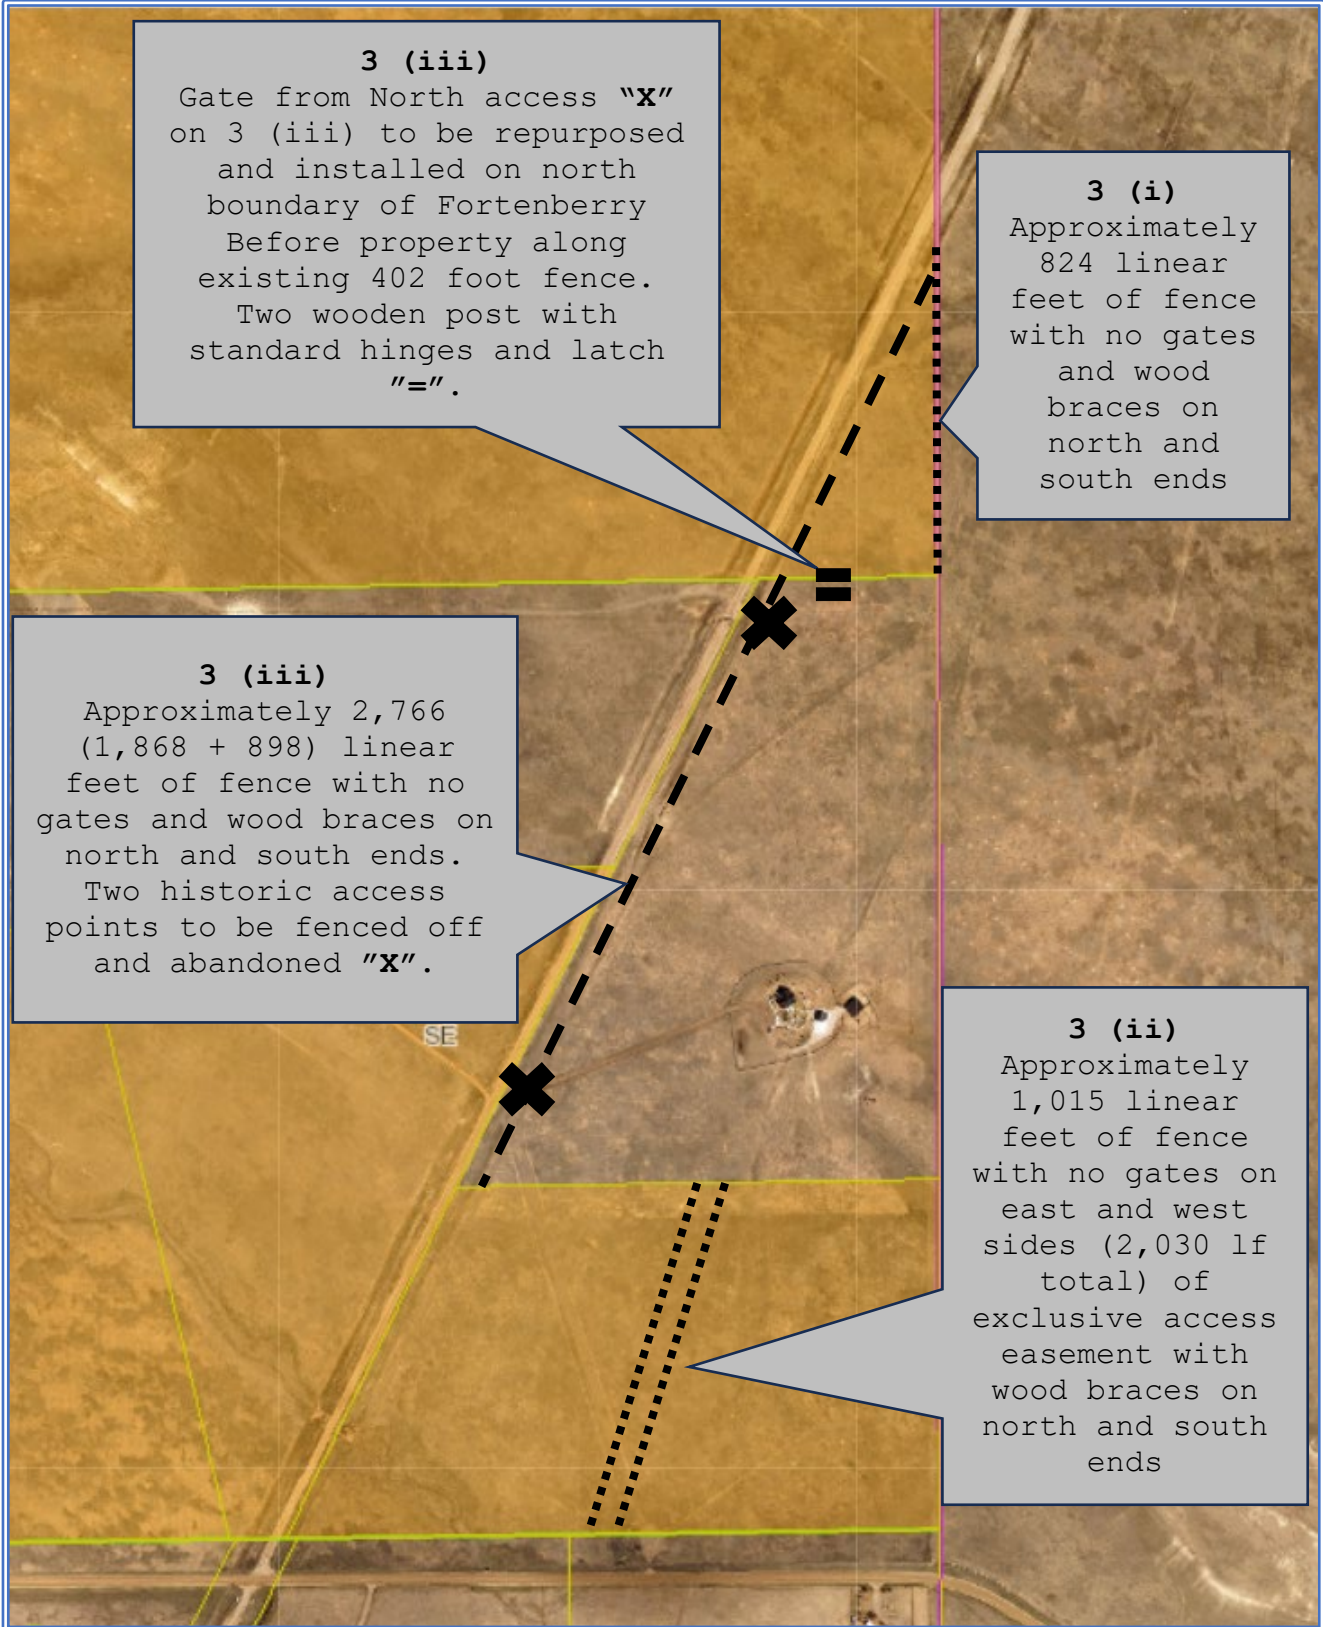 3 (iii)
Gate from North access “X”
on 3 (iii) to be repurposed
and installed on north
boundary of Fortenberry
Before property along
existing 402 foot fence.
Two wooden post with
standard hinges and latch
”=”.
3 (i)
Approximately
824 linear
feet of fence
with no gates
and wood
braces on
north and
south ends
3 (iii)
Approximately 2,766
(1,868 + 898) linear
feet of fence with no
gates and wood braces on
north and south ends.
Two historic access
points to be fenced off
and abandoned ”X”.
SE
3 (ii)
Approximately
1,015 linear
feet of fence
with no gates on
east and west
sides (2,030 lf
total) of
exclusive access
easement with
wood braces on
north and south
ends